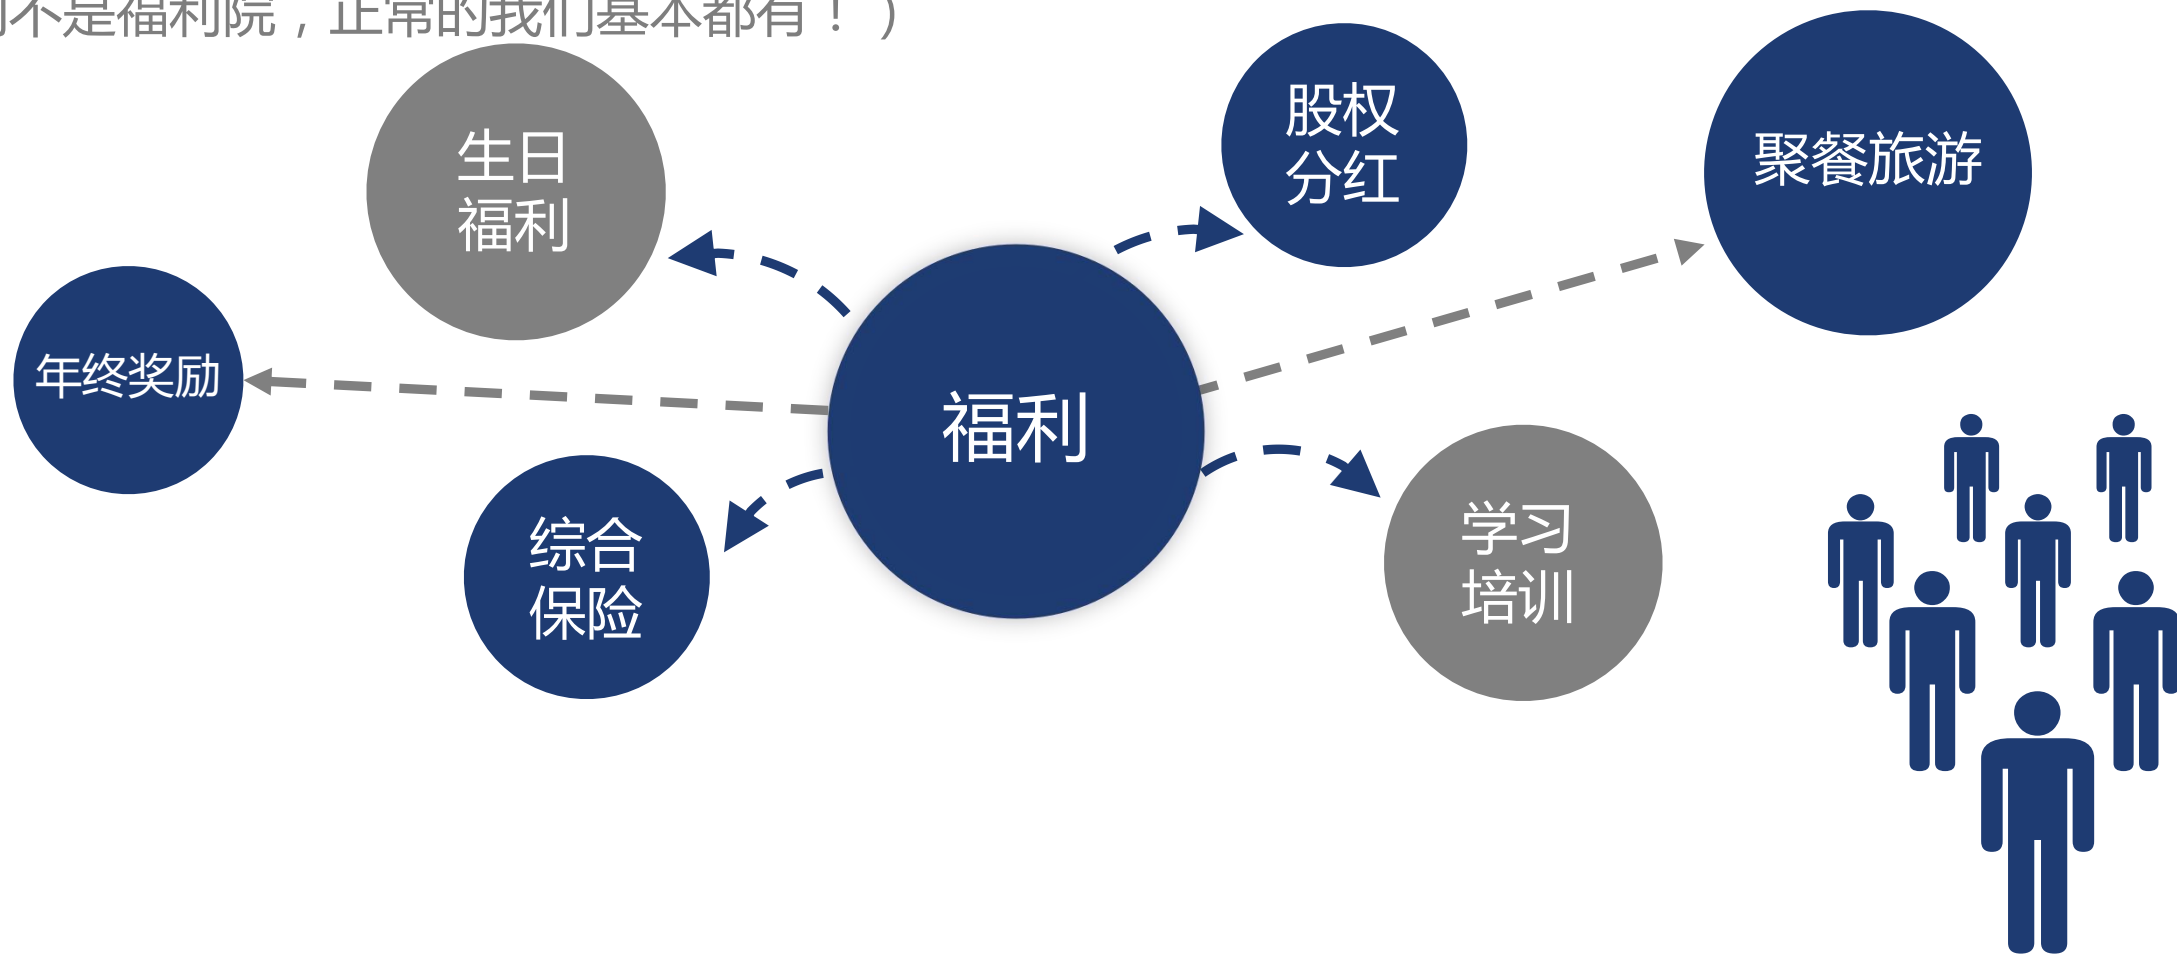 不是福利院，正常的我们基本都有！）
生日
福利
股权
分红
聚餐旅游
年终奖励
福利
综合
保险
学习
培训